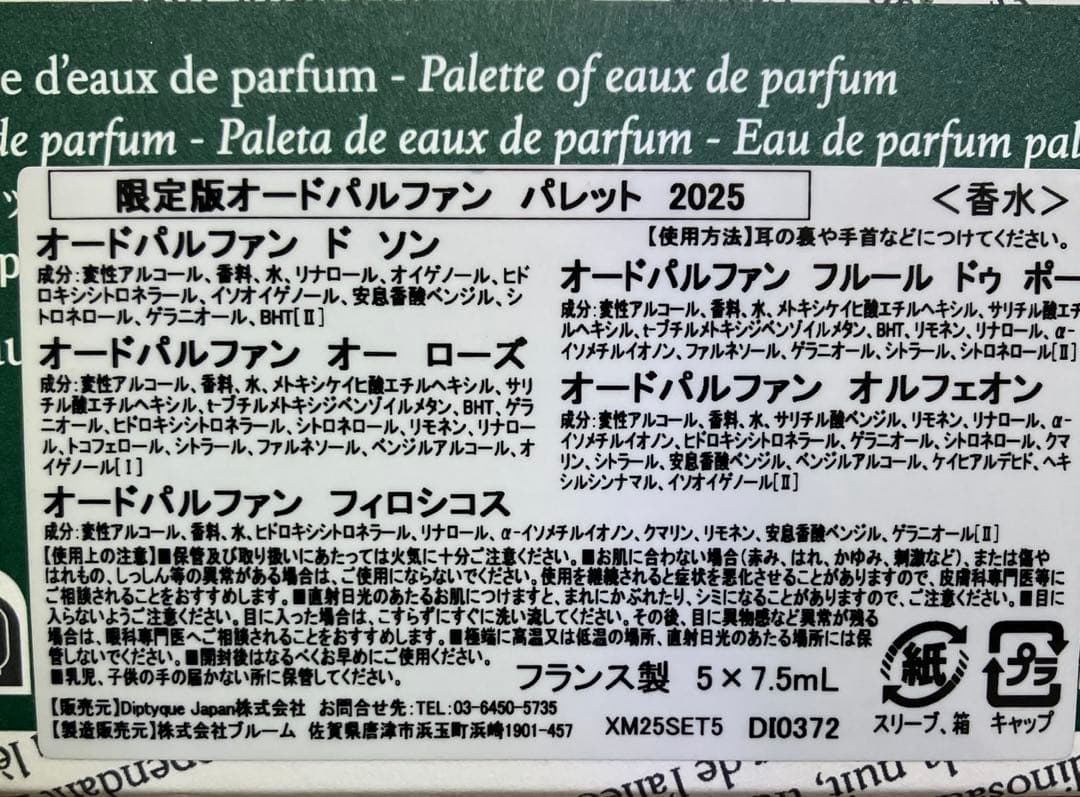 e d'eaux de parfum - Palette of eaux de parfum
de parfum - Paleta de eaux de parfum - Eau de parfum pal
限定版オードパルファン パレット 2025
＜香水＞
【使用方法】耳の裏や手首などにつけてください。
オードパルファン ド ソン
成分:変性アルコール、香料、水、リナロール、オイゲノール、ヒド
ロキシシトロネラール、イソオイゲノール、安息香酸ベンジル、シ
トロネロール、ゲラニオール、BHT[Ⅱ]
オードパルファン オー ローズ
成分:変性アルコール、香料、水、メトキシケイヒ酸エチルヘキシル、サリ
チル酸エチルヘキシル、t-ブチルメトキシジベンゾイルメタン、BHT、ゲラ
ニオール、ヒドロキシシトロネラール、シトロネロール、リモネン、リナロー
ル、トコフェロール、シトラール、ファルネソール、ベンジルアルコール、オ
イゲノール[Ⅰ]
オードパルファン フルール ドゥ ポー
成分:変性アルコール、香料、水、メトキシケイヒ酸エチルヘキシル、サリチル酸エチ
ルヘキシル、t-ブチルメトキシジベンゾイルメタン、BHT、リモネン、リナロール、α-
イソメチルイオノン、ファルネソール、ゲラニオール、シトラール、シトロネロール[Ⅱ]
オードパルファン オルフェオン
成分:変性アルコール、香料、水、サリチル酸ベンジル、リモネン、リナロール、α-
イソメチルイオノン、ヒドロキシシトロネラール、ゲラニオール、シトロネロール、クマ
リン、シトラール、安息香酸ベンジル、ベンジルアルコール、ケイヒアルデヒド、ヘキ
シルシンナマル、イソオイゲノール[Ⅱ]
オードパルファン フィロシコス
成分:変性アルコール、香料、水、ヒドロキシシトロネラール、リナロール、α-イソメチルイオノン、クマリン、リモネン、安息香酸ベンジル、ゲラニオール[Ⅱ]
【使用上の注意】■保管及び取り扱いにあたっては火気に十分ご注意ください。■お肌に合わない場合(赤み、はれ、かゆみ、刺激など)、または傷や
はれもの、しっしん等の異常がある場合は、ご使用にならないでください。使用を継続されると症状を悪化させることがありますので、皮膚科専門医等に
ご相談されることをおすすめします。■直射日光のあたるお肌につけますと、まれにかぶれたり、シミになることがありますので、ご注意ください。■目に
入らないようご注意ください。目に入った場合は、こすらずにすぐに洗い流してください。その後、目に異物感など異常が残る
場合は、眼科専門医へご相談されることをおすすめします。■極端に高温又は低温の場所、直射日光のあたる場所には保
管しないでください。■開封後はなるべくお早めにご使用ください。
■乳児、子供の手の届かない所に保管してください。
フランス製 5×7.5mL
紙
プラ
【販売元】Diptyque Japan株式会社 お問合せ先:TEL:03-6450-5735
【製造販売元】株式会社ブルーム 佐賀県唐津市浜玉町浜崎1901-457
XM25SET5 DI0372
スリーブ、箱 キャップ